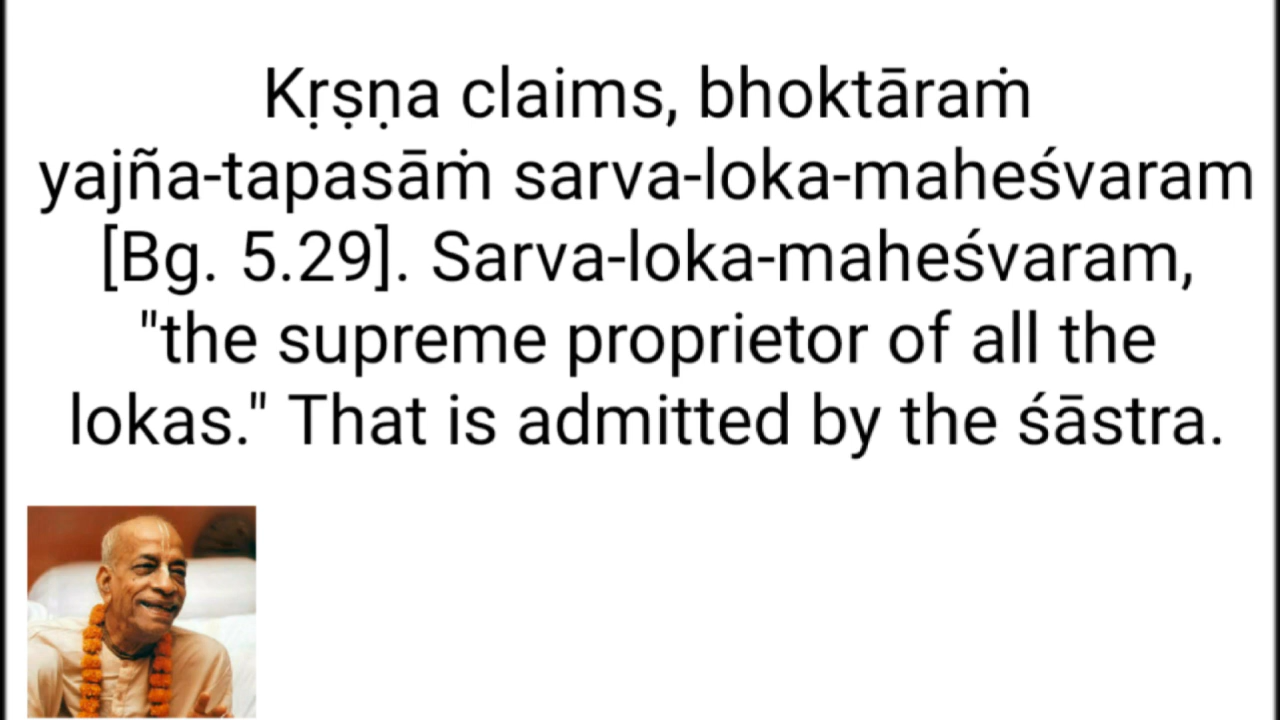 Kṛṣṇa claims, bhoktāraṁ
yajña-tapasāṁ sarva-loka-maheśvaram
[Bg. 5.29]. Sarva-loka-maheśvaram,
"the supreme proprietor of all the
lokas." That is admitted by the śāstra.